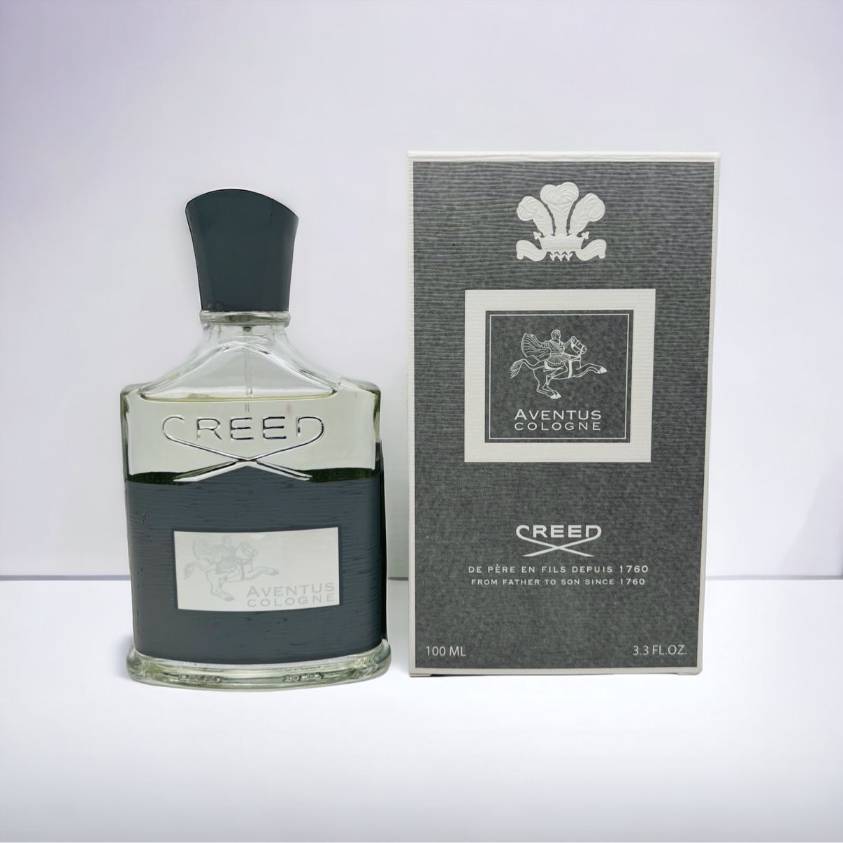 CREED
AVENTUS
COLOGNE
AVENTUS
COLOGNE
CREED
DE PÈRE EN FILS DEPUIS 1760
FROM FATHER TO SON SINCE 1760
100 ML
3.3 FL.OZ.